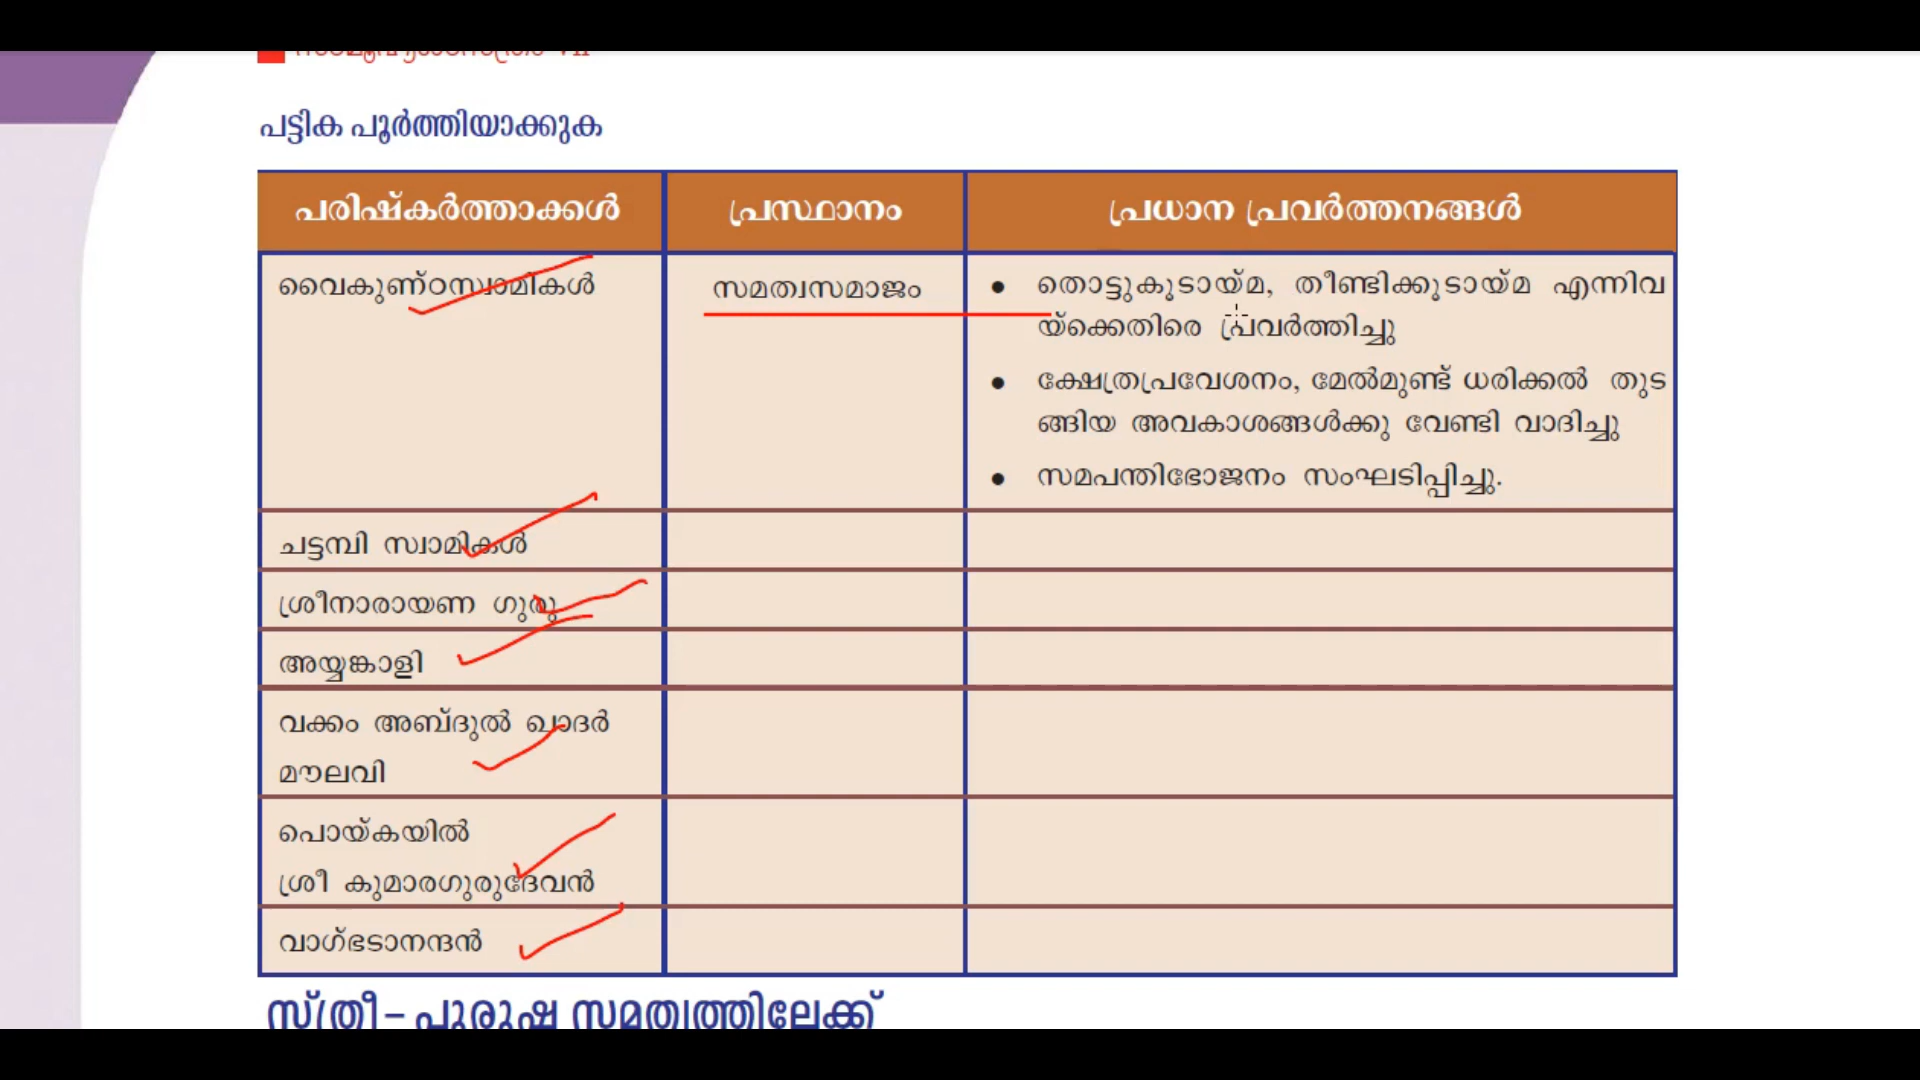 പട്ടിക പൂർത്തിയാക്കുക
പരിഷ്കർത്താക്കൾ പ്രസ്ഥാനം പ്രധാന പ്രവർത്തനങ്ങൾ
വൈകുണ്ഠസ്വാമികൾ സമത്വസമാജം • തൊട്ടുകൂടായ്മ, തീണ്ടിക്കൂടായ്മ എന്നിവ
യ്ക്കെതിരെ പ്രവർത്തിച്ചു
• ക്ഷേത്രപ്രവേശനം, മേൽമുണ്ട് ധരിക്കൽ തുട
ങ്ങിയ അവകാശങ്ങൾക്കു വേണ്ടി വാദിച്ചു
• സമപന്തിഭോജനം സംഘടിപ്പിച്ചു.
ചട്ടമ്പി സ്വാമികൾ
ശ്രീനാരായണ ഗുരു
അയ്യങ്കാളി
വക്കം അബ്ദുൽ ഖാദർ
മൗലവി
പൊയ്കയിൽ
ശ്രീ കുമാരഗുരുദേവൻ
വാഗ്ഭടാനന്ദൻ
സ്ത്രീ - പുരുഷ സമത്വത്തിലേക്ക്